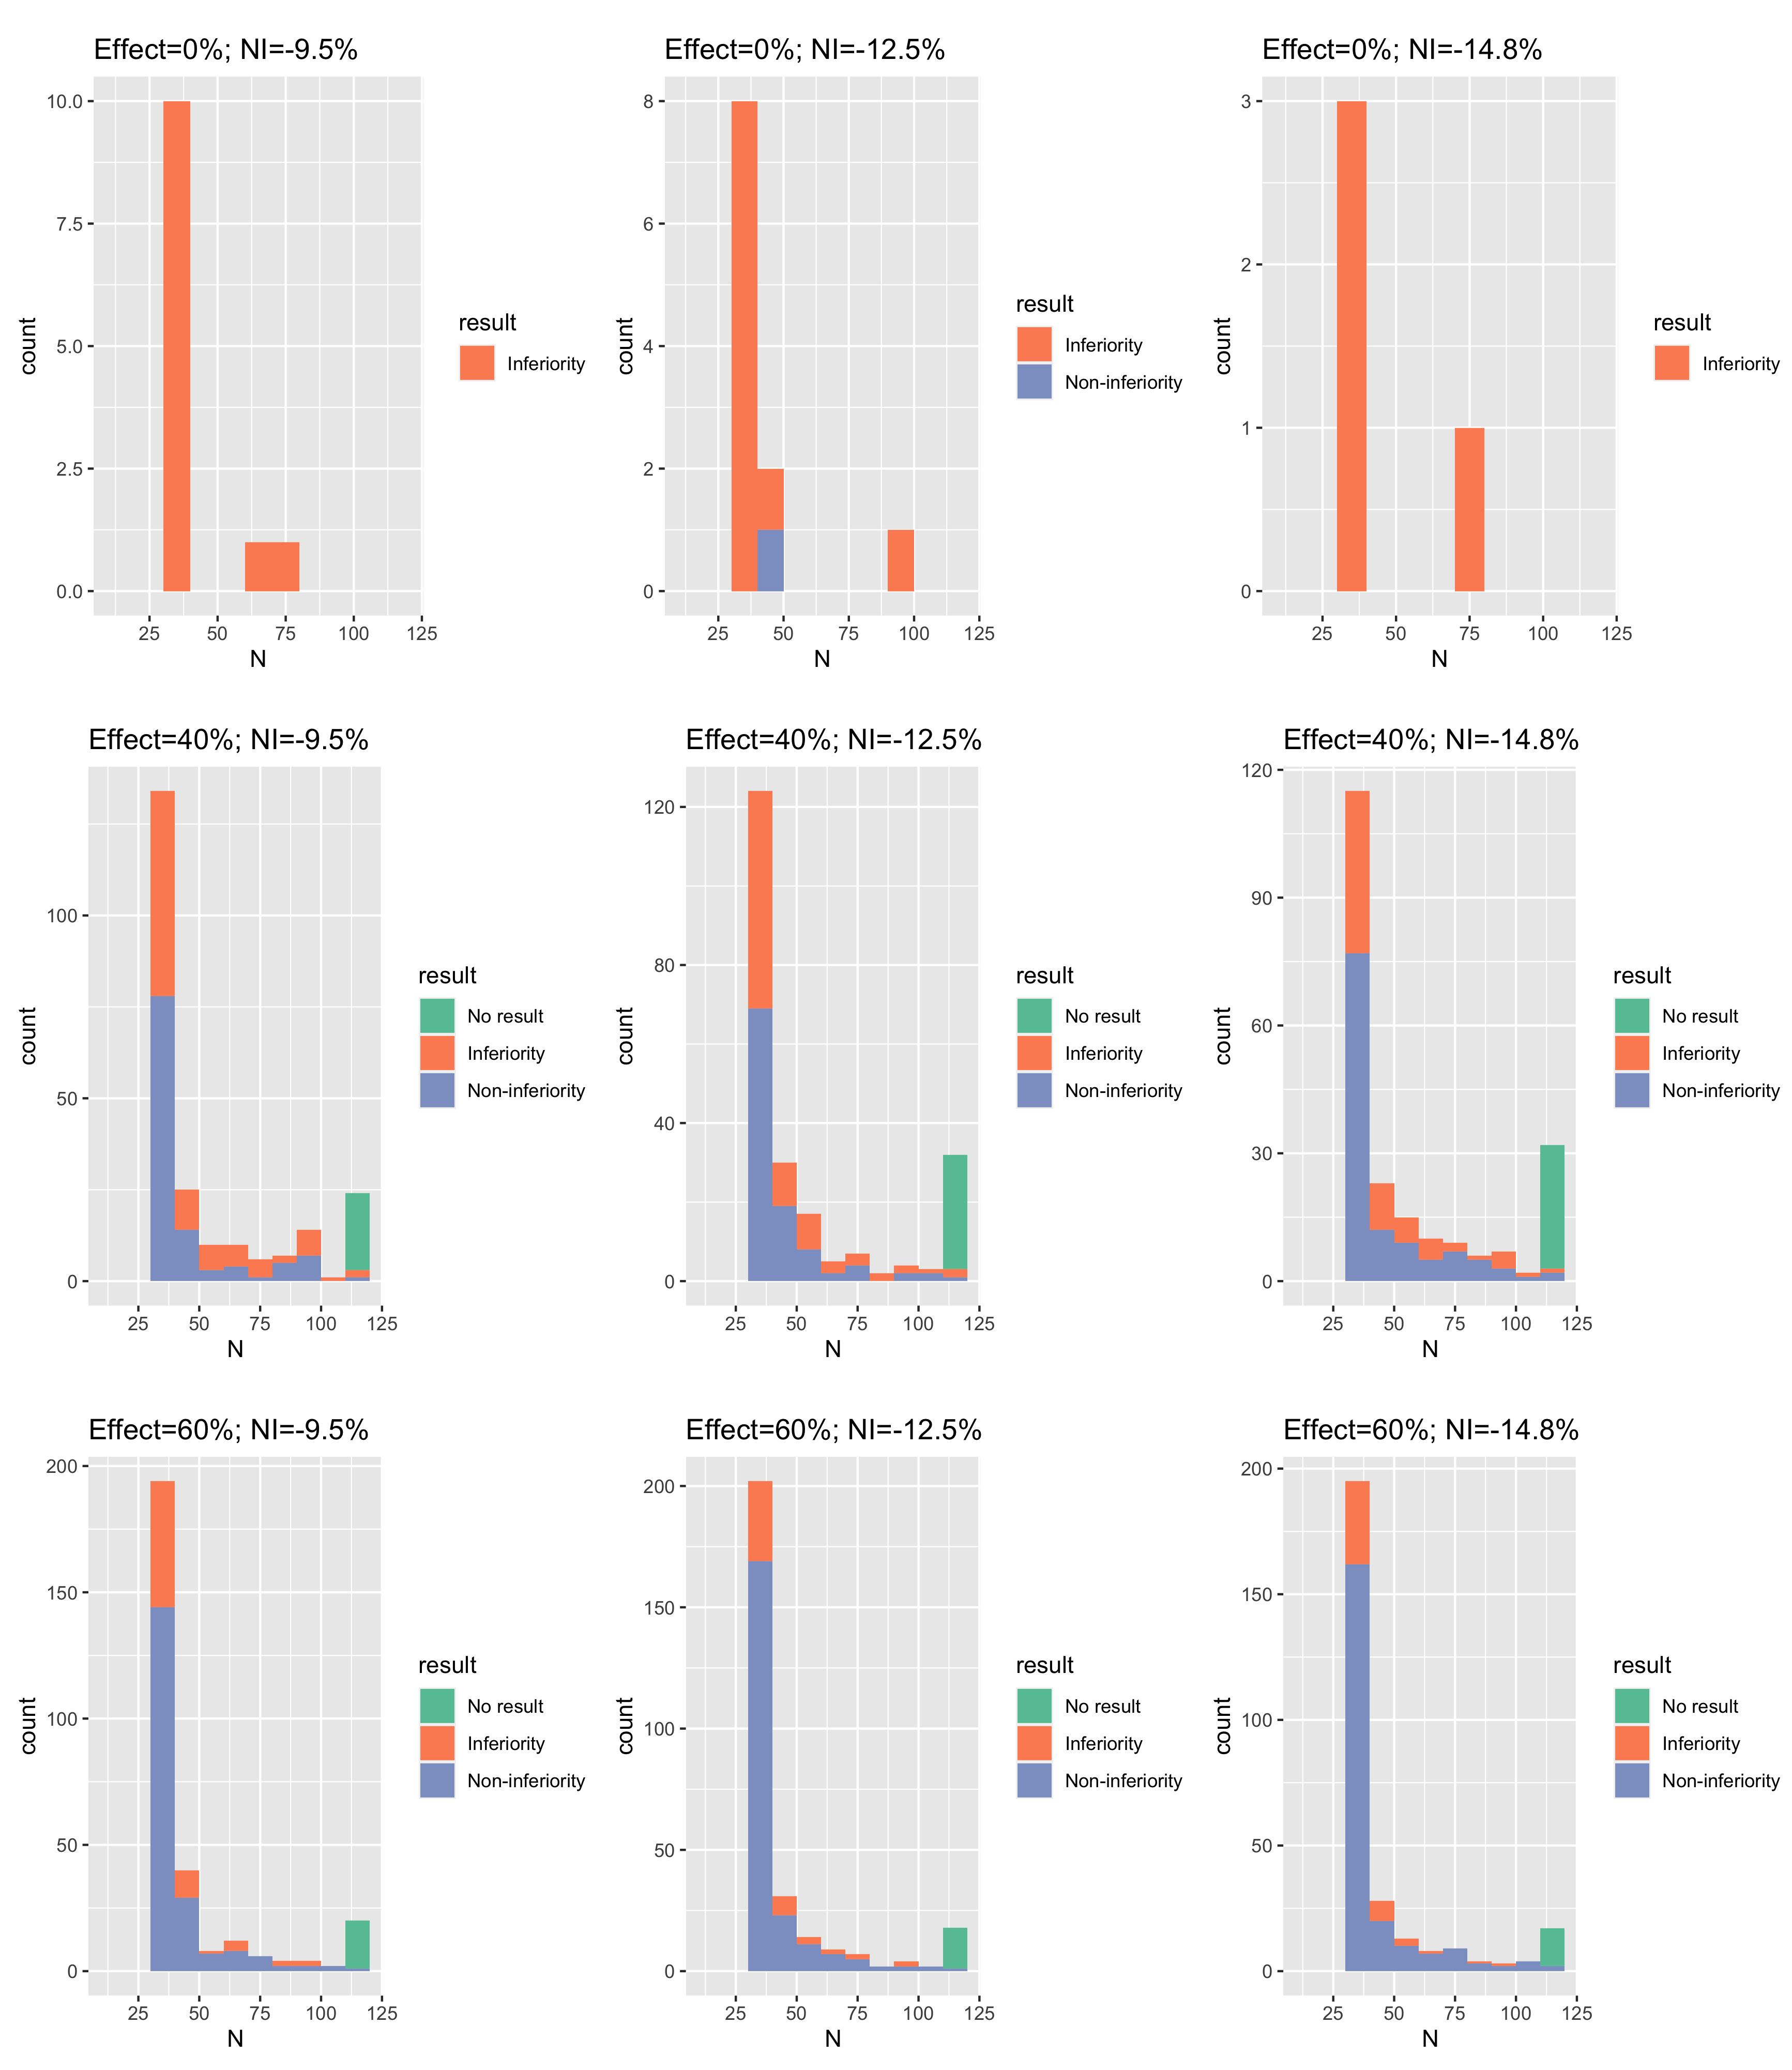 Effect=0%; NI=-9.5%
10.0
7.5
5.0
2.5
0.0
count
25 50 75 100 125
N
result
Inferiority
Effect=0%; NI=-12.5%
8
6
4
2
0
count
25 50 75 100 125
N
result
Inferiority
Non-inferiority
Effect=0%; NI=-14.8%
3
2
1
0
count
25 50 75 100 125
N
result
Inferiority
Effect=40%; NI=-9.5%
100
50
0
count
25 50 75 100 125
N
result
No result
Inferiority
Non-inferiority
Effect=40%; NI=-12.5%
120
80
40
0
count
25 50 75 100 125
N
result
No result
Inferiority
Non-inferiority
Effect=40%; NI=-14.8%
120
90
60
30
0
count
25 50 75 100 125
N
result
No result
Inferiority
Non-inferiority
Effect=60%; NI=-9.5%
200
150
100
50
0
count
25 50 75 100 125
N
result
No result
Inferiority
Non-inferiority
Effect=60%; NI=-12.5%
200
150
100
50
0
count
25 50 75 100 125
N
result
No result
Inferiority
Non-inferiority
Effect=60%; NI=-14.8%
200
150
100
50
0
count
25 50 75 100 125
N
result
No result
Inferiority
Non-inferiority